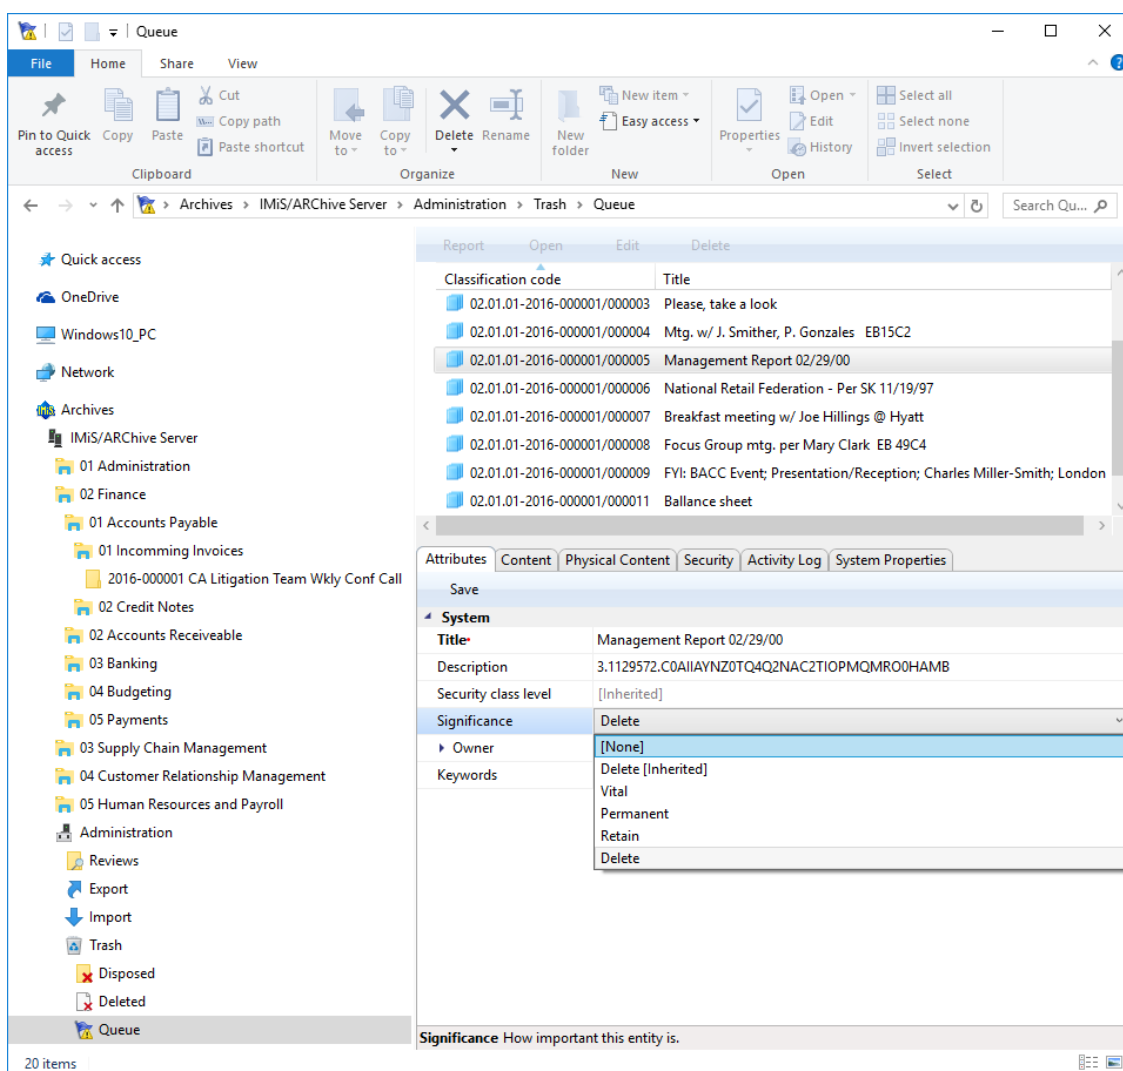 Queue
File Home Share View
Pin to Quick access
Copy
Paste
Cut
Copy path
Paste shortcut
Move to
Copy to
Delete
Rename
New folder
New item
Easy access
Properties
Open
Edit
History
Select all
Select none
Invert selection
Clipboard Organize New Open Select
Archives > IMiS/ARChive Server > Administration > Trash > Queue
Search Qu...
Quick access
OneDrive
Windows10_PC
Network
Archives
IMiS/ARChive Server
01 Administration
02 Finance
01 Accounts Payable
01 Incomming Invoices
2016-000001 CA Litigation Team Wkly Conf Call
02 Credit Notes
02 Accounts Receiveable
03 Banking
04 Budgeting
05 Payments
03 Supply Chain Management
04 Customer Relationship Management
05 Human Resources and Payroll
Administration
Reviews
Export
Import
Trash
Disposed
Deleted
Queue
Report Open Edit Delete
Classification code Title
02.01.01-2016-000001/000003 Please, take a look
02.01.01-2016-000001/000004 Mtg. w/ J. Smither, P. Gonzales EB15C2
02.01.01-2016-000001/000005 Management Report 02/29/00
02.01.01-2016-000001/000006 National Retail Federation - Per SK 11/19/97
02.01.01-2016-000001/000007 Breakfast meeting w/ Joe Hillings @ Hyatt
02.01.01-2016-000001/000008 Focus Group mtg. per Mary Clark EB 49C4
02.01.01-2016-000001/000009 FYI: BACC Event; Presentation/Reception; Charles Miller-Smith; London
02.01.01-2016-000001/000011 Ballance sheet
Attributes Content Physical Content Security Activity Log System Properties
Save
System
Title* Management Report 02/29/00
Description 3.1129572.C0AIIAYNZ0TQ4Q2NAC2TIOPMQMRO0HAMB
Security class level [Inherited]
Significance Delete
Owner
Keywords
[None]
Delete [Inherited]
Vital
Permanent
Retain
Delete
Significance How important this entity is.
20 items